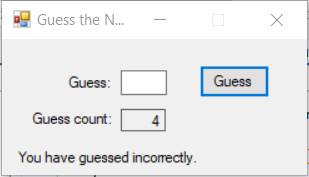 Guess the N...
Guess:
Guess
Guess count: 4
You have guessed incorrectly.